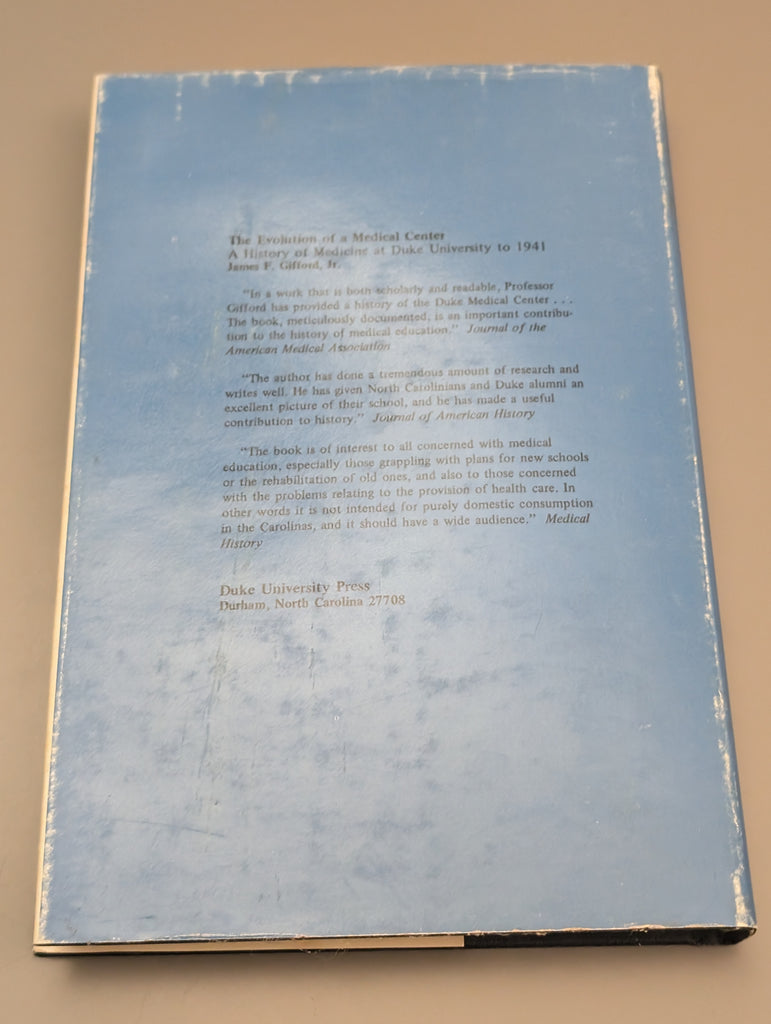 The Evolution of a Medical Center
A History of Medicine at Duke University to 1941
James F. Gifford, Jr.
"In a work that is both scholarly and readable, Professor
Gifford has provided a history of the Duke Medical Center . . .
The book, meticulously documented, is an important contribu-
tion to the history of medical education." Journal of the
American Medical Association
"The author has done a tremendous amount of research and
writes well. He has given North Carolinians and Duke alumni an
excellent picture of their school, and he has made a useful
contribution to history." Journal of American History
"The book is of interest to all concerned with medical
education, especially those grappling with plans for new schools
or the rehabilitation of old ones, and also to those concerned
with the problems relating to the provision of health care. In
other words it is not intended for purely domestic consumption
in the Carolinas, and it should have a wide audience." Medical
History
Duke University Press
Durham, North Carolina 27708